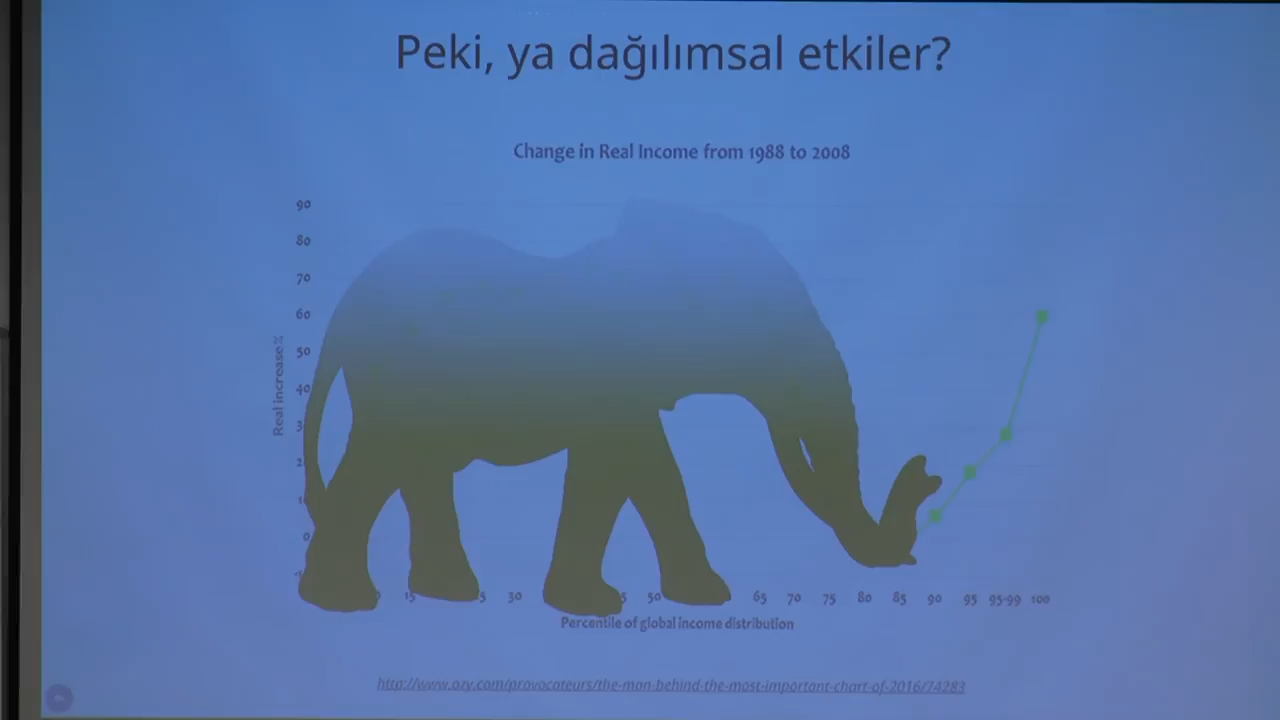 Peki, ya dağılımsal etkiler?
Change in Real Income from 1988 to 2008
90
80
70
60
50
40
0
Real increase%
15
30
50
65 70 75 80 85 90 95 95-99 100
Percentile of global income distribution
http://www.ozy.com/provocateurs/the-man-behind-the-most-important-chart-of-2016/74283